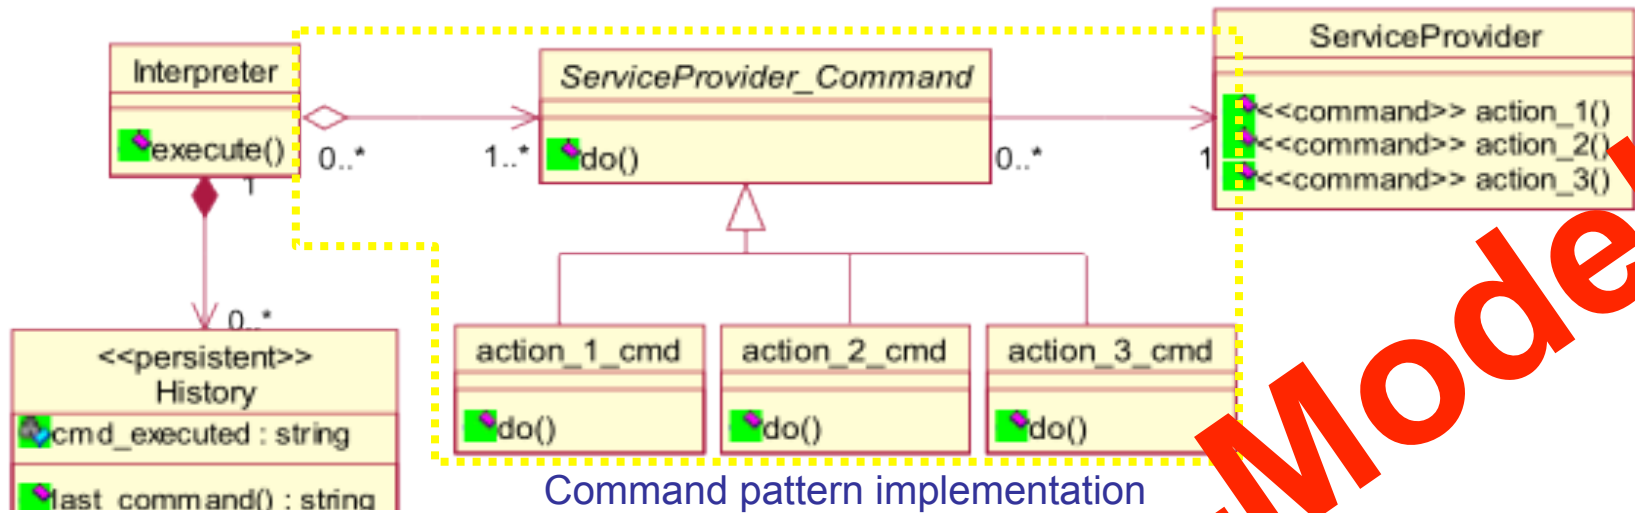 Interpreter
execute()
1
0..*
0..*
1..*
ServiceProvider_Command
do()
0..*
1
ServiceProvider
<<command>> action_1()
<<command>> action_2()
<<command>> action_3()
<<persistent>>
History
cmd_executed : string
last_command() : string
action_1_cmd
do()
action_2_cmd
do()
action_3_cmd
do()
Command pattern implementation